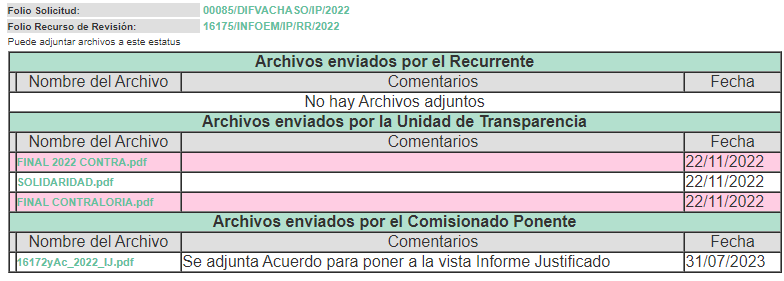 Folio Solicitud: 00085/DIFVACHASO/IP/2022
Folio Recurso de Revisión: 16175/INFOEM/IP/RR/2022
Puede adjuntar archivos a este estatus
Archivos enviados por el Recurrente
Nombre del Archivo Comentarios Fecha
No hay Archivos adjuntos
Archivos enviados por la Unidad de Transparencia
Nombre del Archivo Comentarios Fecha
FINAL 2022 CONTRA.pdf 22/11/2022
SOLIDARIDAD.pdf 22/11/2022
FINAL CONTRALORIA.pdf 22/11/2022
Archivos enviados por el Comisionado Ponente
Nombre del Archivo Comentarios Fecha
16172yAc_2022_IJ.pdf Se adjunta Acuerdo para poner a la vista Informe Justificado 31/07/2023